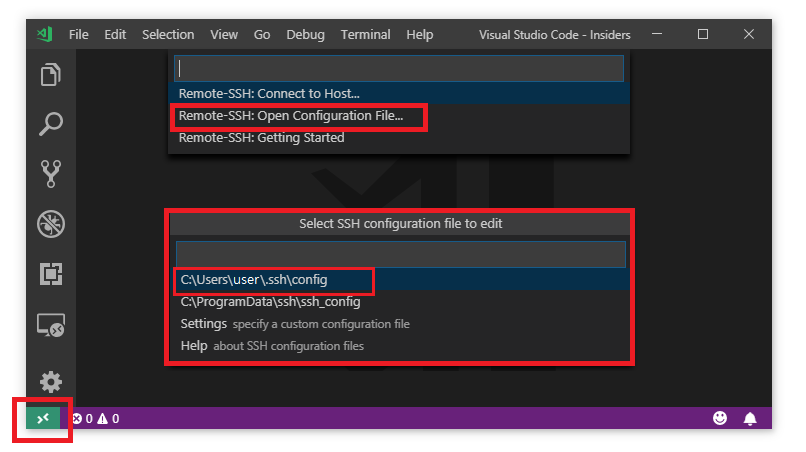 File Edit Selection View Go Debug Terminal Help Visual Studio Code - Insiders
Remote-SSH: Connect to Host...
Remote-SSH: Open Configuration File...
Remote-SSH: Getting Started
Select SSH configuration file to edit
C:\Users\user\.ssh\config
C:\ProgramData\ssh\ssh_config
Settings specify a custom configuration file
Help about SSH configuration files
0 0